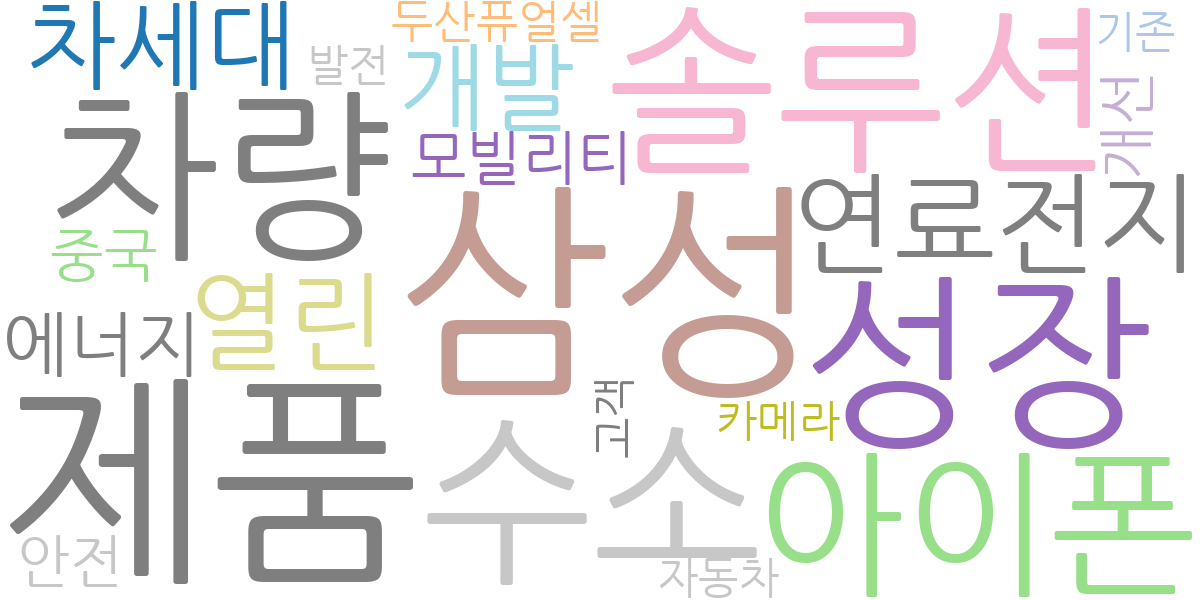 차세대
두산퓨얼셀
솔루션
기존
발전
개발
개선
차량
모빌리티
삼성
연료전지
중국
열린
성장
에너지
제품
고객
카메라
수소
아이폰
안전
자동차